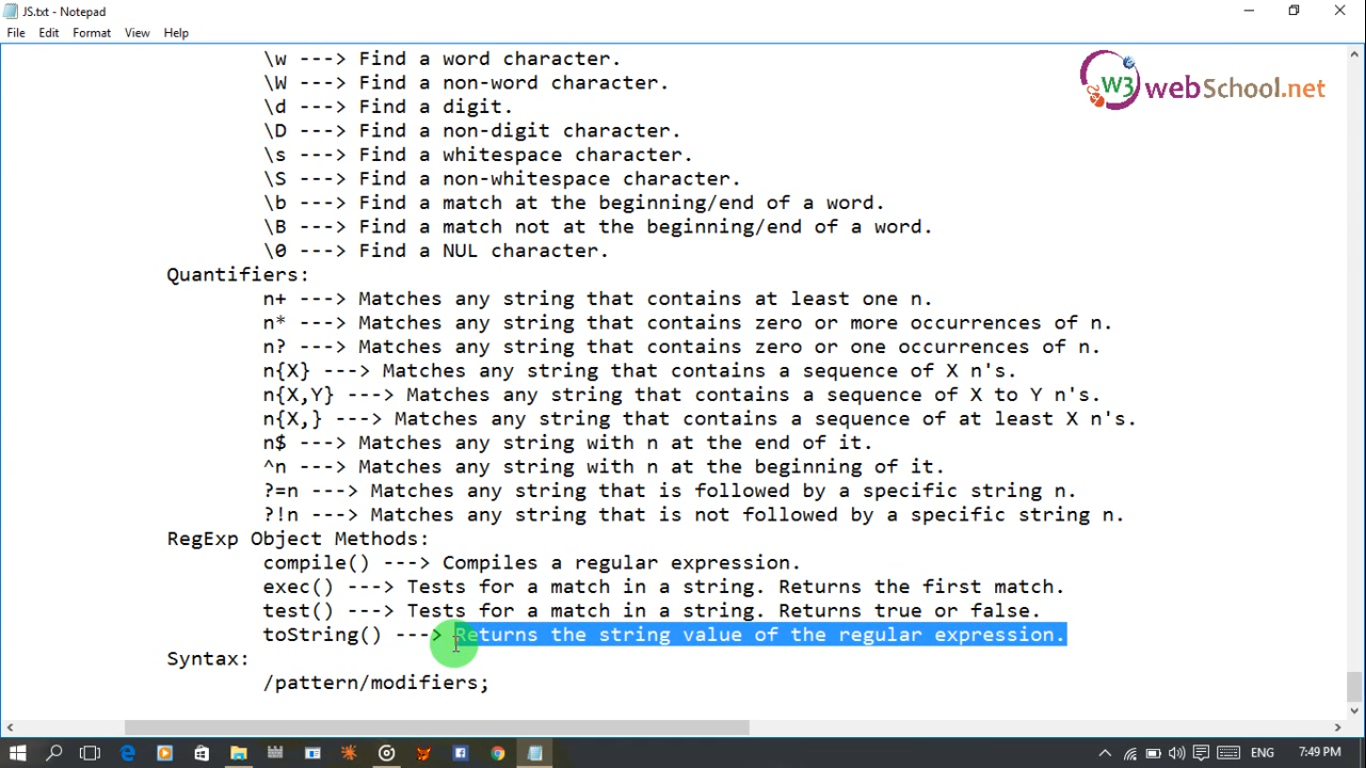 JS.txt - Notepad
File Edit Format View Help
\w ---> Find a word character.
\W ---> Find a non-word character.
\d ---> Find a digit.
\D ---> Find a non-digit character.
\s ---> Find a whitespace character.
\S ---> Find a non-whitespace character.
\b ---> Find a match at the beginning/end of a word.
\B ---> Find a match not at the beginning/end of a word.
\0 ---> Find a NUL character.
Quantifiers:
n+ ---> Matches any string that contains at least one n.
n* ---> Matches any string that contains zero or more occurrences of n.
n? ---> Matches any string that contains zero or one occurrences of n.
n{X} ---> Matches any string that contains a sequence of X n's.
n{X,Y} ---> Matches any string that contains a sequence of X to Y n's.
n{X,} ---> Matches any string that contains a sequence of at least X n's.
n$ ---> Matches any string with n at the end of it.
^n ---> Matches any string with n at the beginning of it.
?=n ---> Matches any string that is followed by a specific string n.
?!n ---> Matches any string that is not followed by a specific string n.
RegExp Object Methods:
compile() ---> Compiles a regular expression.
exec() ---> Tests for a match in a string. Returns the first match.
test() ---> Tests for a match in a string. Returns true or false.
toString() ---> Returns the string value of the regular expression.
Syntax:
/pattern/modifiers;
W3 webSchool.net
ENG 7:49 PM